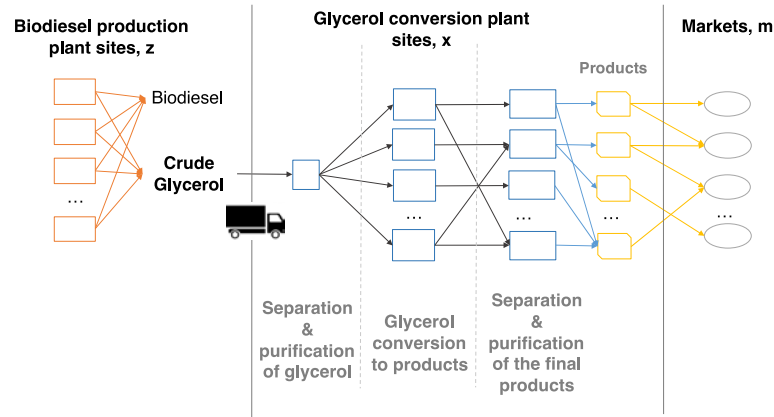 Biodiesel production
plant sites, z
Glycerol conversion plant
sites, x
Markets, m
Products
Biodiesel
Crude
Glycerol
...
...
...
...
...
Separation
&
purification
of glycerol
Glycerol
conversion
to products
Separation
&
purification
of the final
products